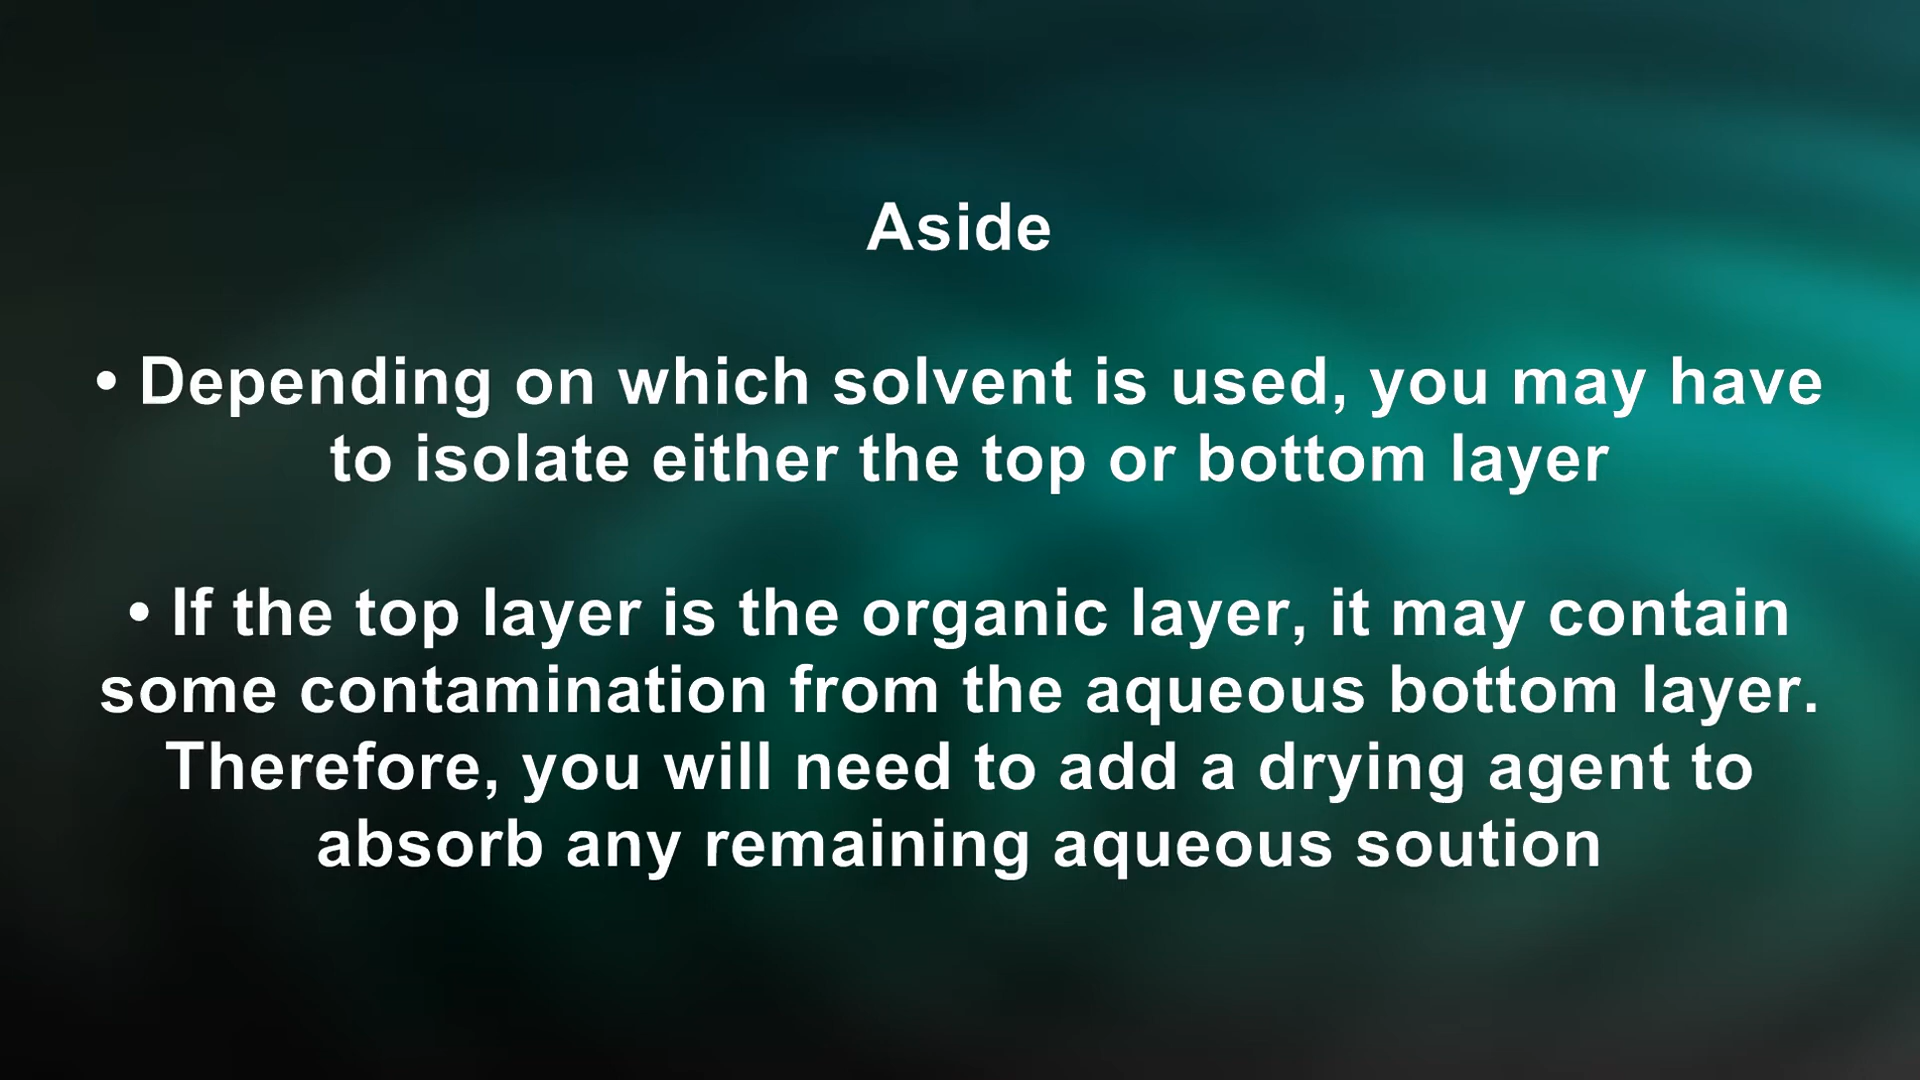 Aside
• Depending on which solvent is used, you may have
to isolate either the top or bottom layer
• If the top layer is the organic layer, it may contain
some contamination from the aqueous bottom layer.
Therefore, you will need to add a drying agent to
absorb any remaining aqueous soution